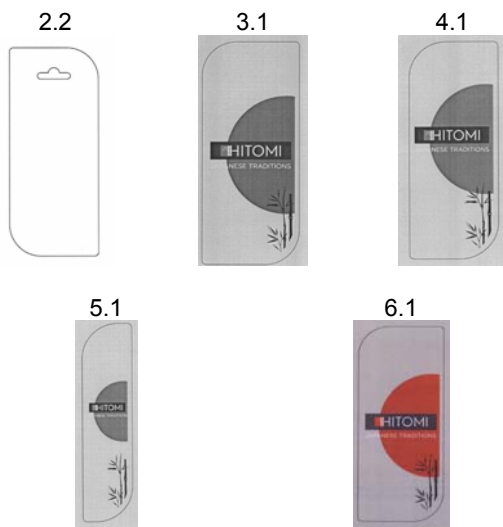 2.2
3.1
4.1
HITOMI
ANESE TRADITIONS
HITOMI
ANESE TRADITIONS
5.1
6.1
HITOMI
HITOMI
JAPANESE TRADITIONS